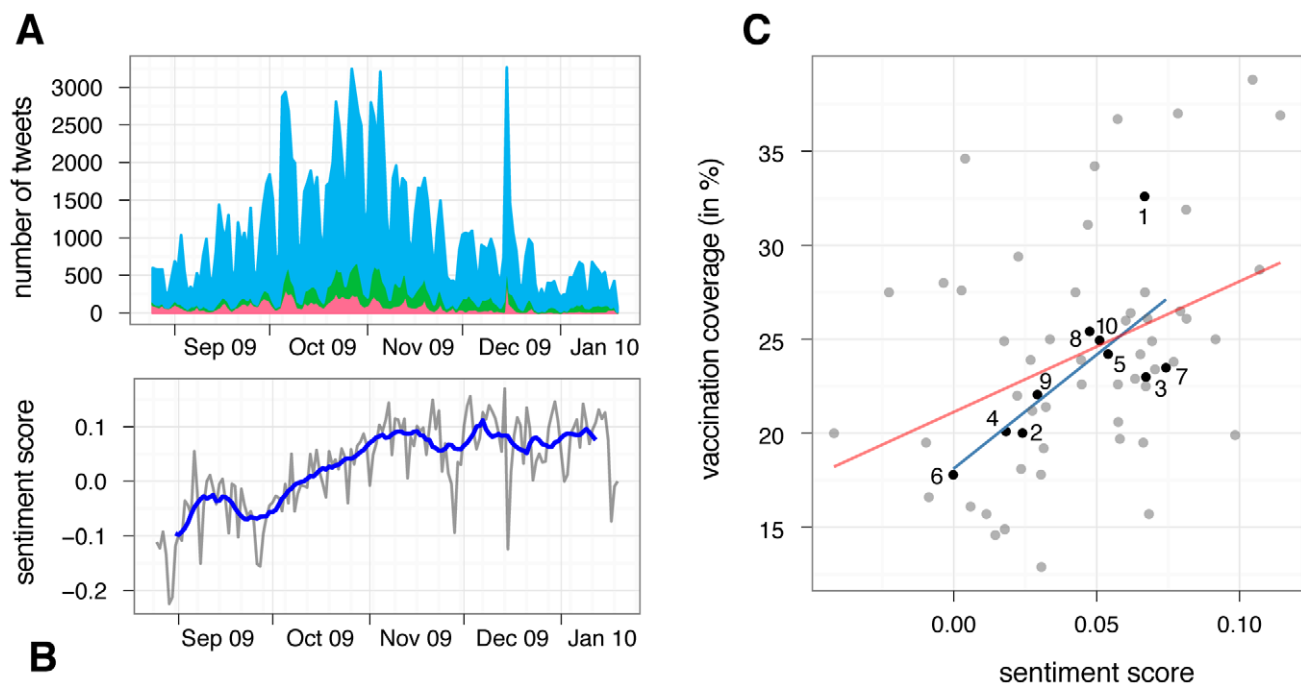 A
number of tweets
3000
2500
2000
1500
1000
500
0
Sep 09 Oct 09 Nov 09 Dec 09 Jan 10
sentiment score
0.1
0.0
−0.1
−0.2
Sep 09 Oct 09 Nov 09 Dec 09 Jan 10
B
C
vaccination coverage (in %)
35
30
25
20
15
1
10
8
5
7
3
9
4
2
6
0.00 0.05 0.10
sentiment score